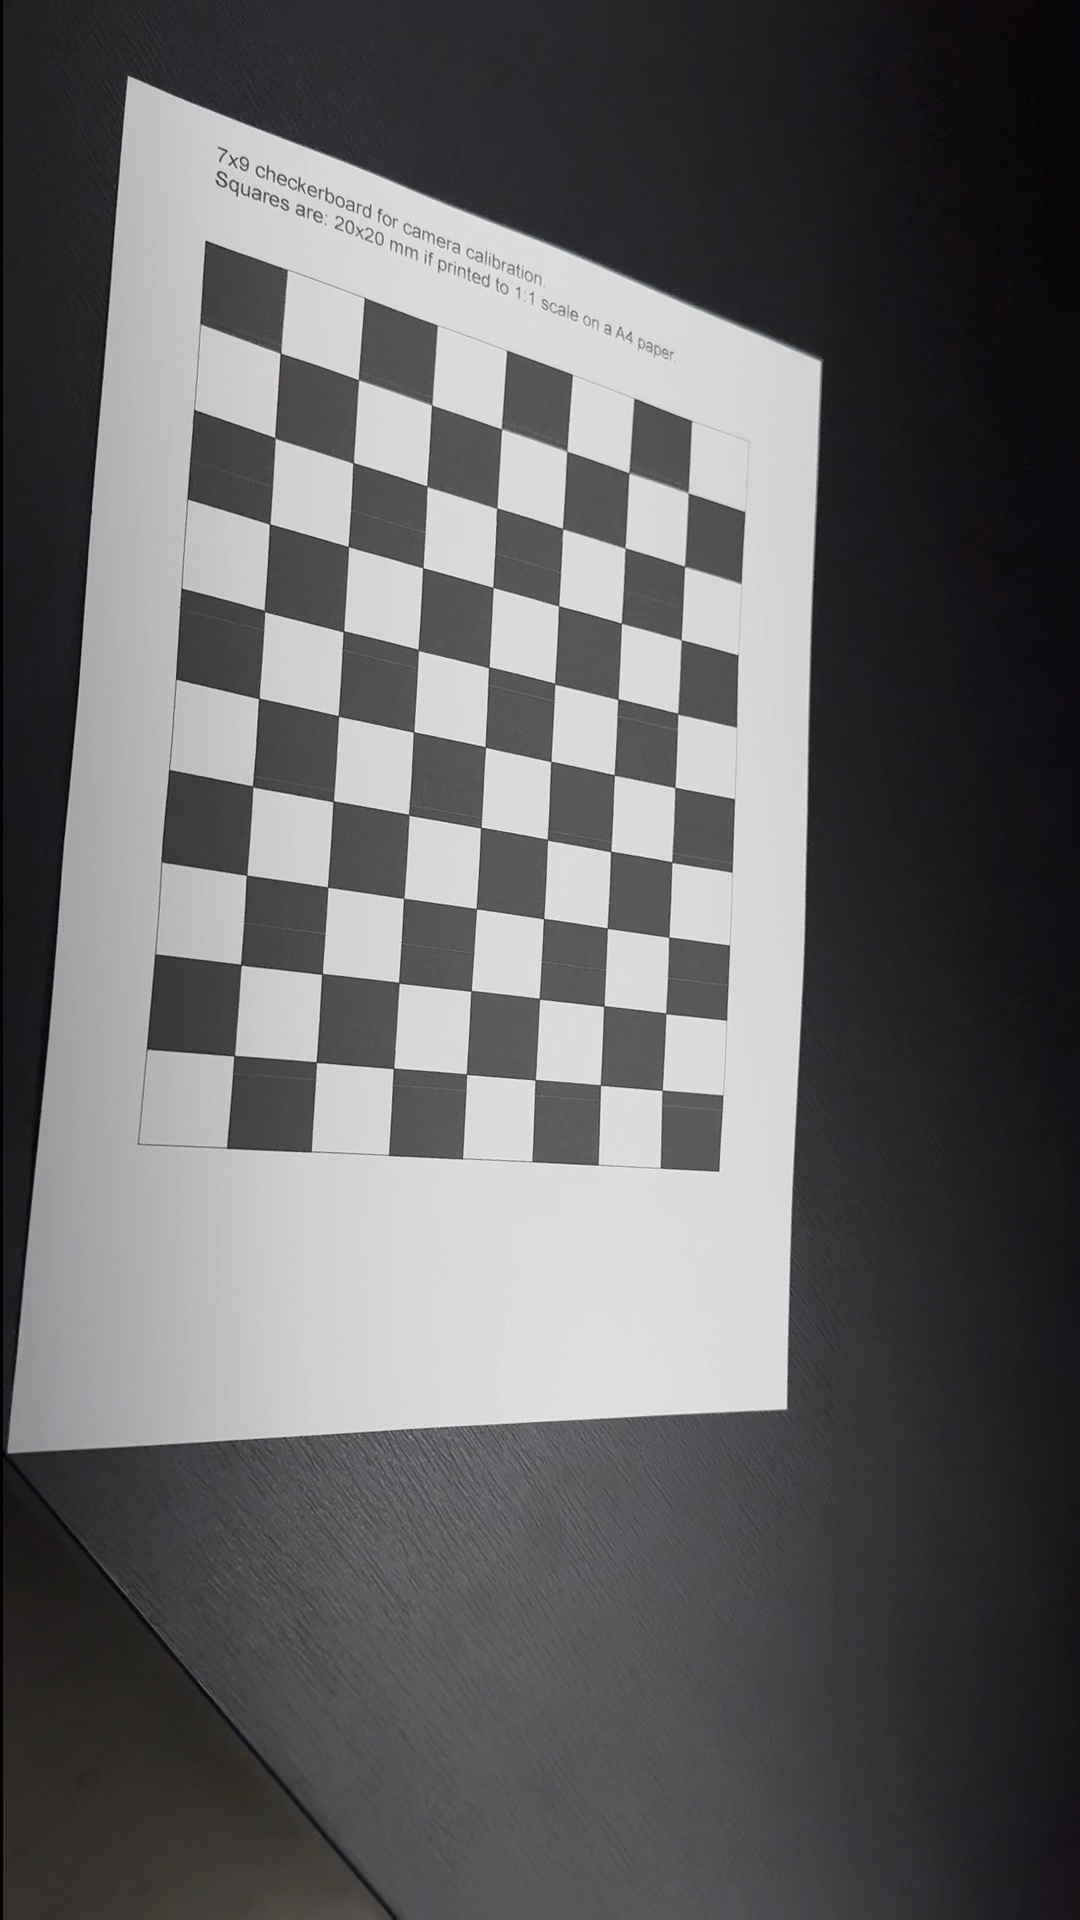 7x9 checkerboard for camera calibration.
Squares are: 20x20 mm if printed to 1:1 scale on a A4 paper.